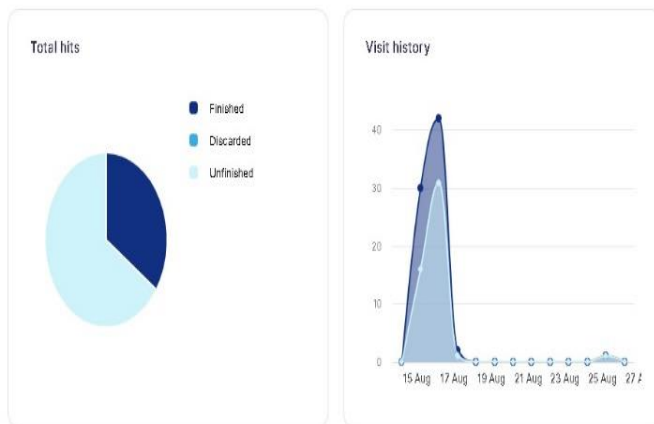 Total hits
Finished
Discarded
Unfinished
Visit history
40
30
20
10
0
15 Aug 17 Aug 19 Aug 21 Aug 23 Aug 25 Aug 27 A